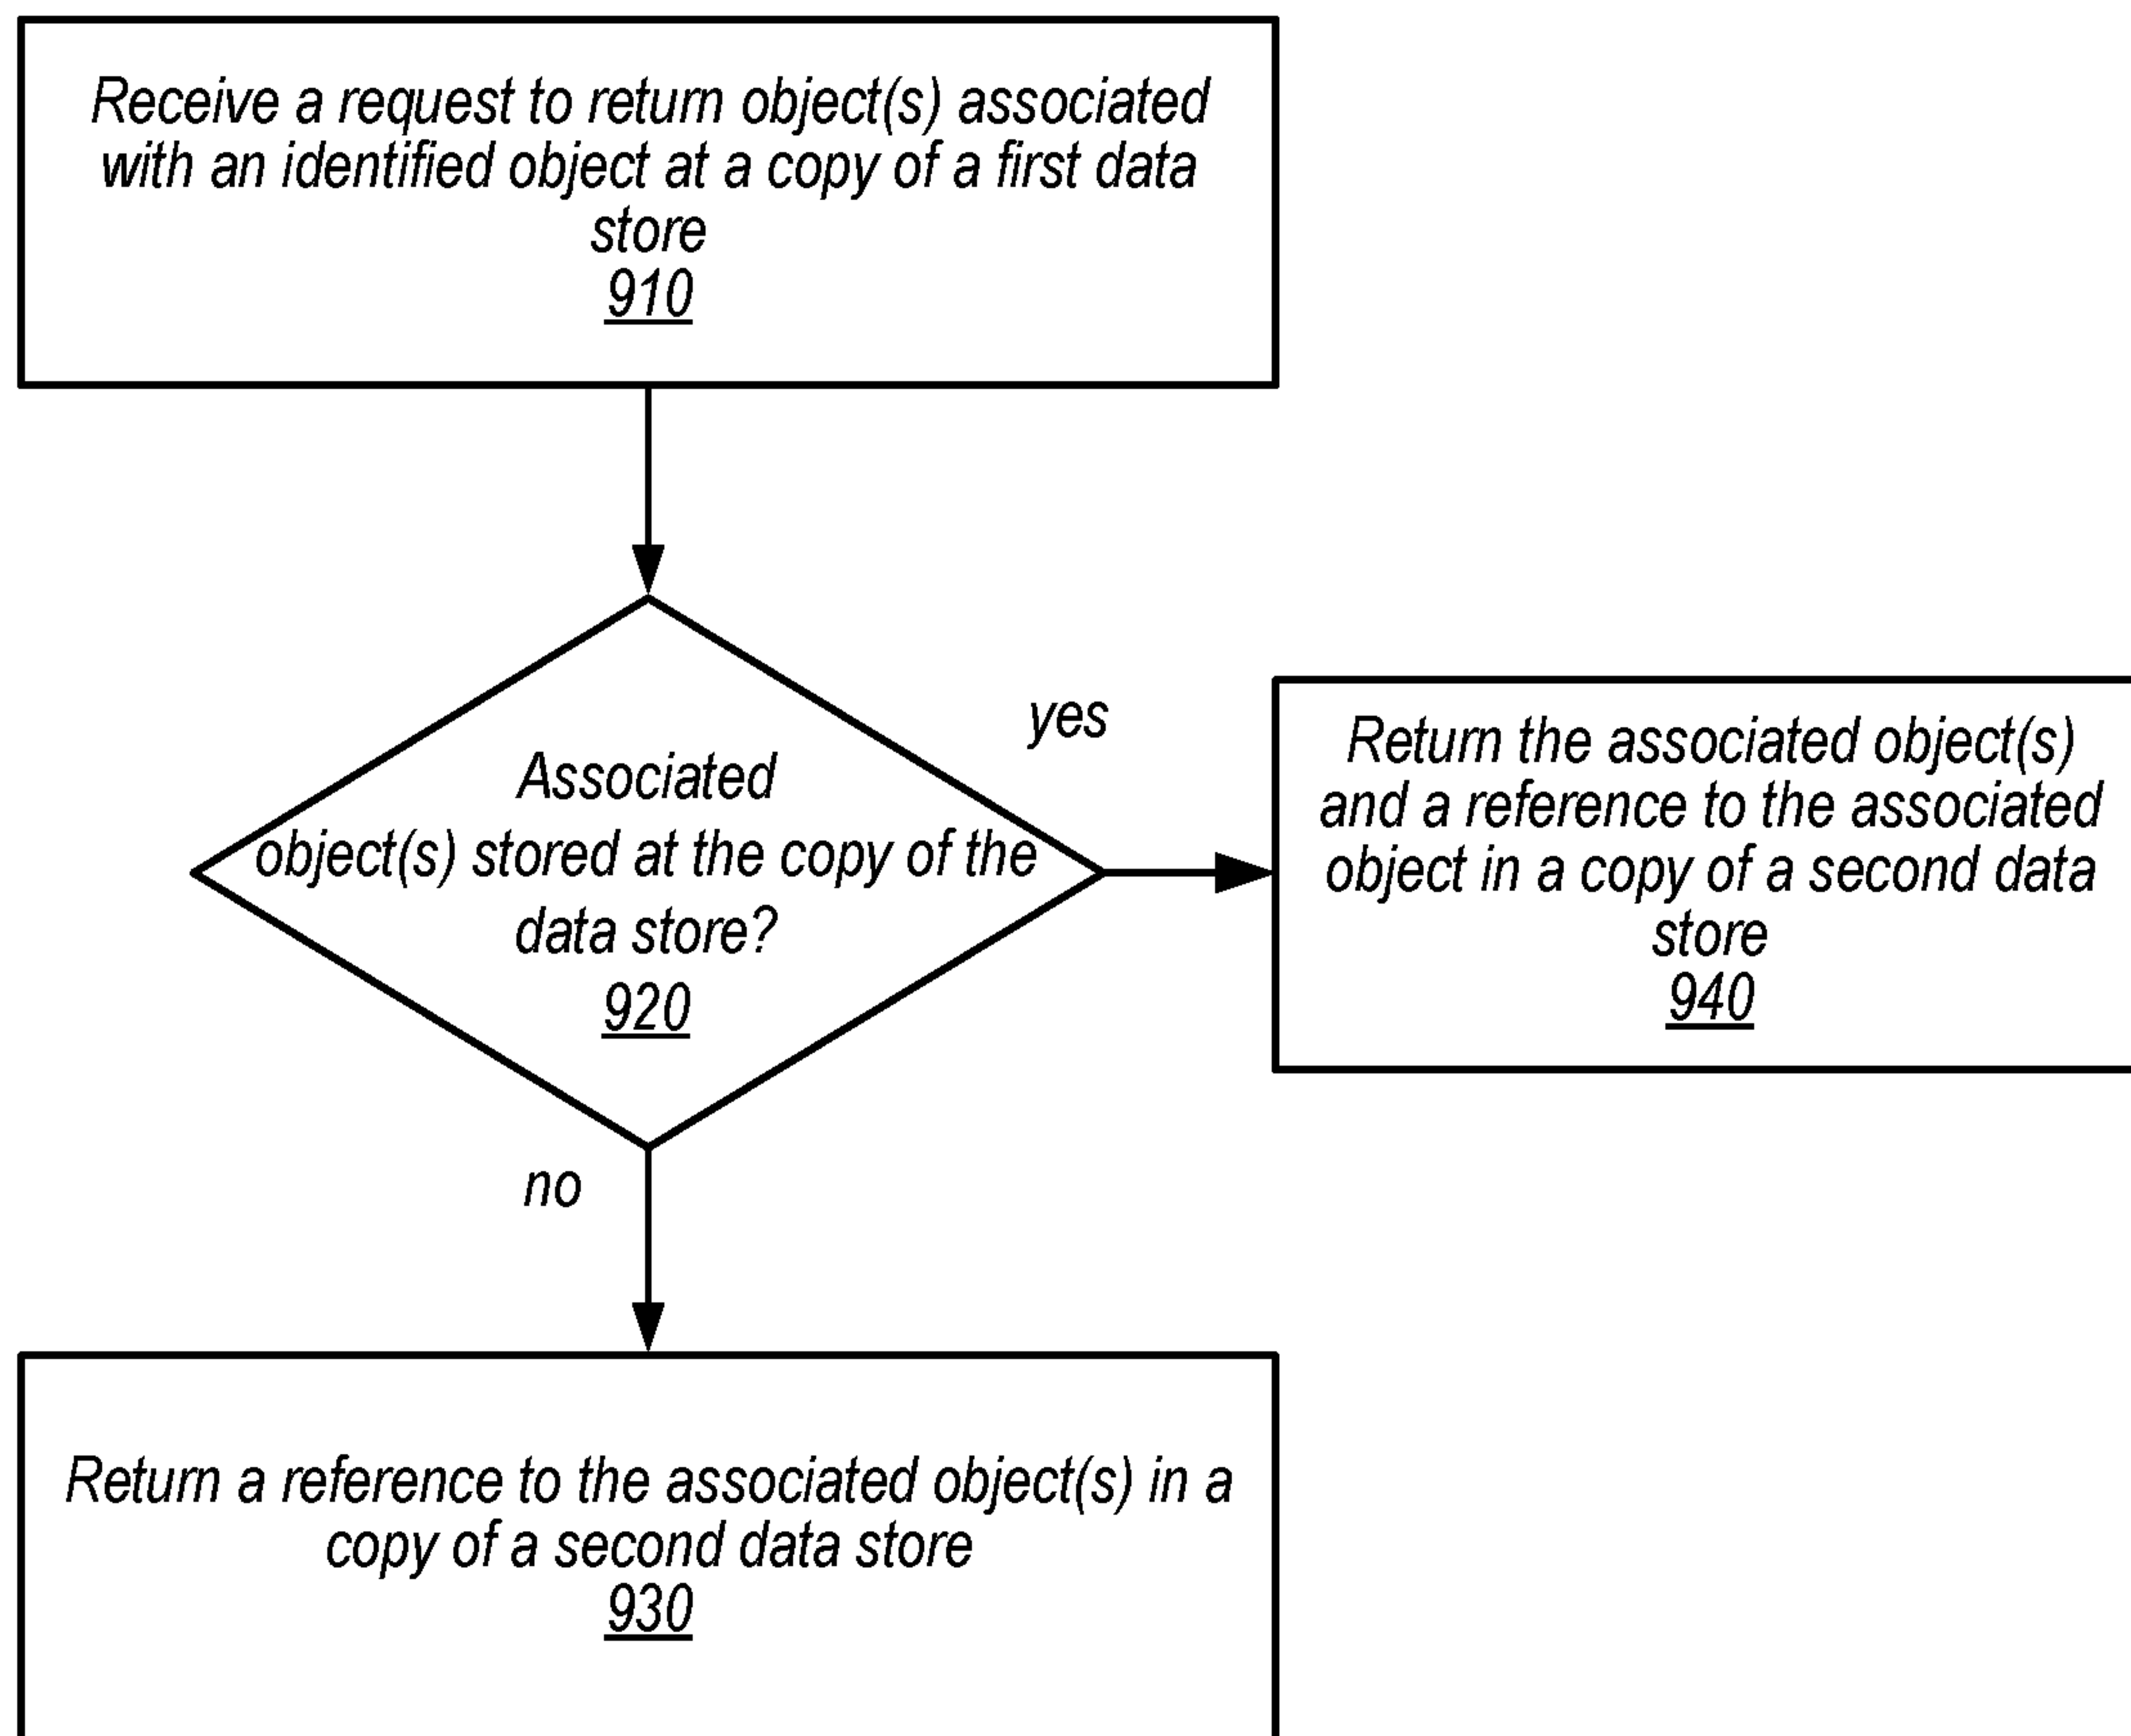 Receive a request to return object(s) associated
with an identified object at a copy of a first data
store
910
Associated
object(s) stored at the copy of the
data store?
920
yes
Return the associated object(s)
and a reference to the associated
object in a copy of a second data
store
940
no
Return a reference to the associated object(s) in a
copy of a second data store
930